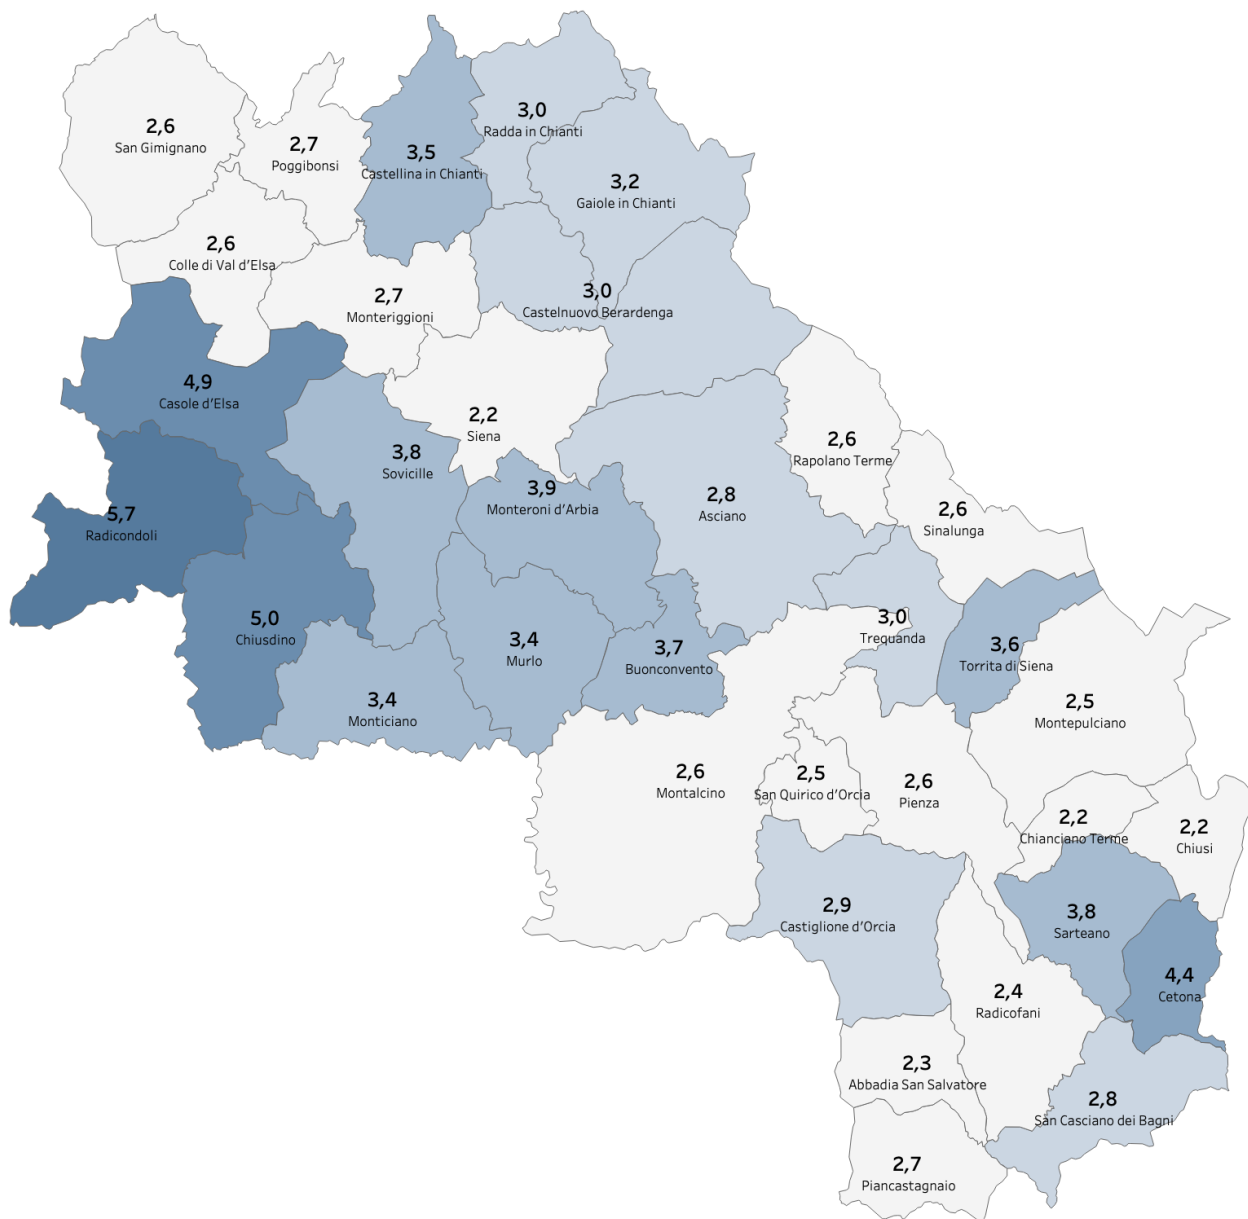 2,6
San Gimignano
2,7
Poggibonsi
3,5
Castellina in Chianti
3,0
Radda in Chianti
3,2
Gaiole in Chianti
2,6
Colle di Val d'Elsa
2,7
Monteriggioni
3,0
Castelnuovo Berardenga
4,9
Casole d'Elsa
2,2
Siena
3,8
Sovicille
2,6
Rapolano Terme
3,9
Monteroni d'Arbia
2,8
Asciano
2,6
Sinalunga
5,7
Radicondoli
5,0
Chiusdino
3,4
Murlo
3,7
Buonconvento
3,0
Trequanda
3,6
Torrita di Siena
3,4
Monticiano
2,5
Montepulciano
2,6
Montalcino
2,5
San Quirico d'Orcia
2,6
Pienza
2,2
Chianciano Terme
2,2
Chiusi
2,9
Castiglione d'Orcia
3,8
Sarteano
4,4
Cetona
2,4
Radicofani
2,3
Abbadia San Salvatore
2,8
San Casciano dei Bagni
2,7
Piancastagnaio